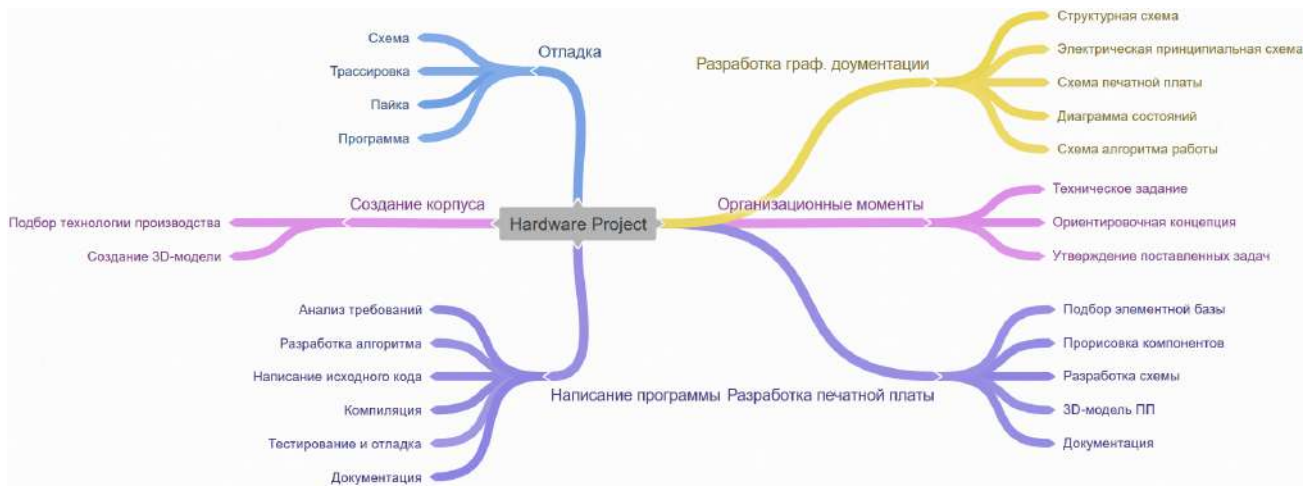 Hardware Project
Отладка
Схема
Трассировка
Пайка
Программа
Создание корпуса
Подбор технологии производства
Создание 3D-модели
Написание программы
Анализ требований
Разработка алгоритма
Написание исходного кода
Компиляция
Тестирование и отладка
Документация
Разработка граф. доументации
Структурная схема
Электрическая принципиальная схема
Схема печатной платы
Диаграмма состояний
Схема алгоритма работы
Организационные моменты
Техническое задание
Ориентировочная концепция
Утверждение поставленных задач
Разработка печатной платы
Подбор элементной базы
Прорисовка компонентов
Разработка схемы
3D-модель ПП
Документация